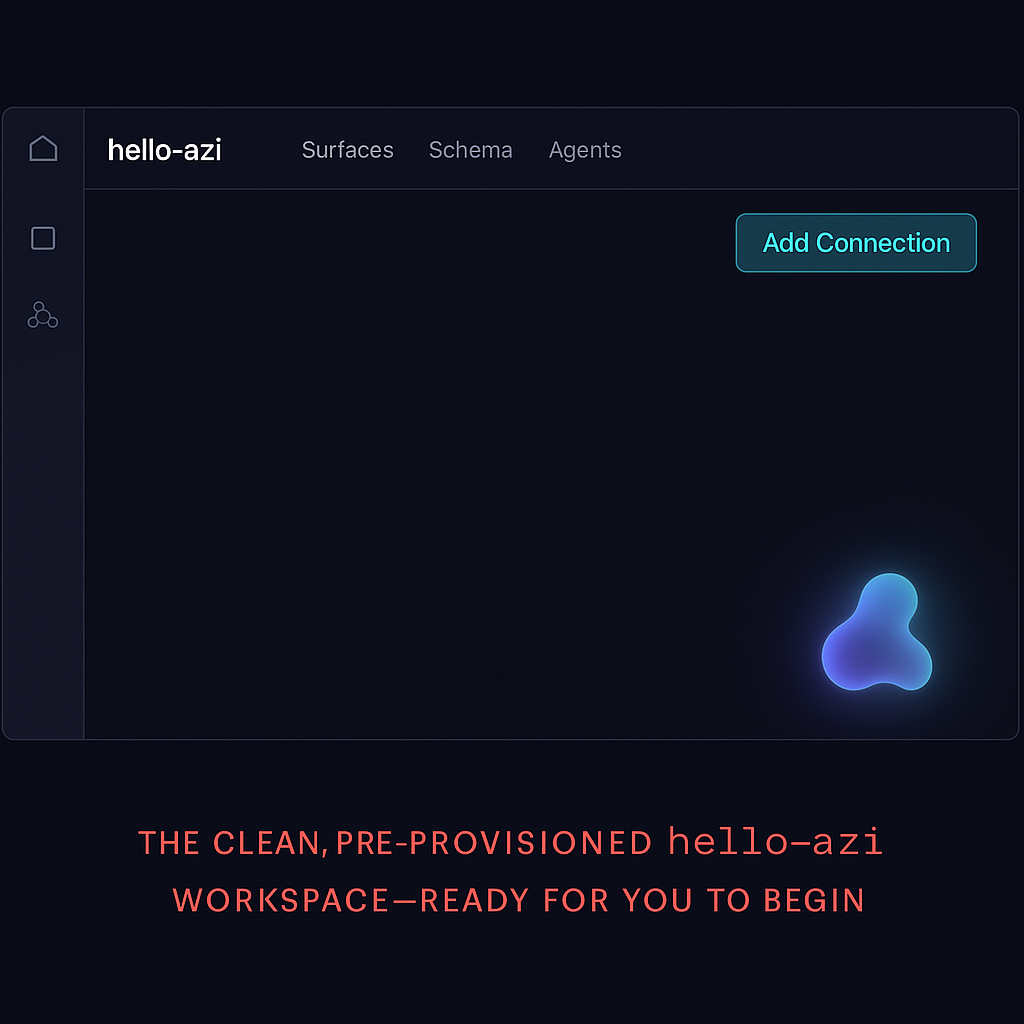 hello-azi
Surfaces
Schema
Agents
Add Connection
THE CLEAN, PRE-PROVISIONED hello-azi
WORKSPACE—READY FOR YOU TO BEGIN